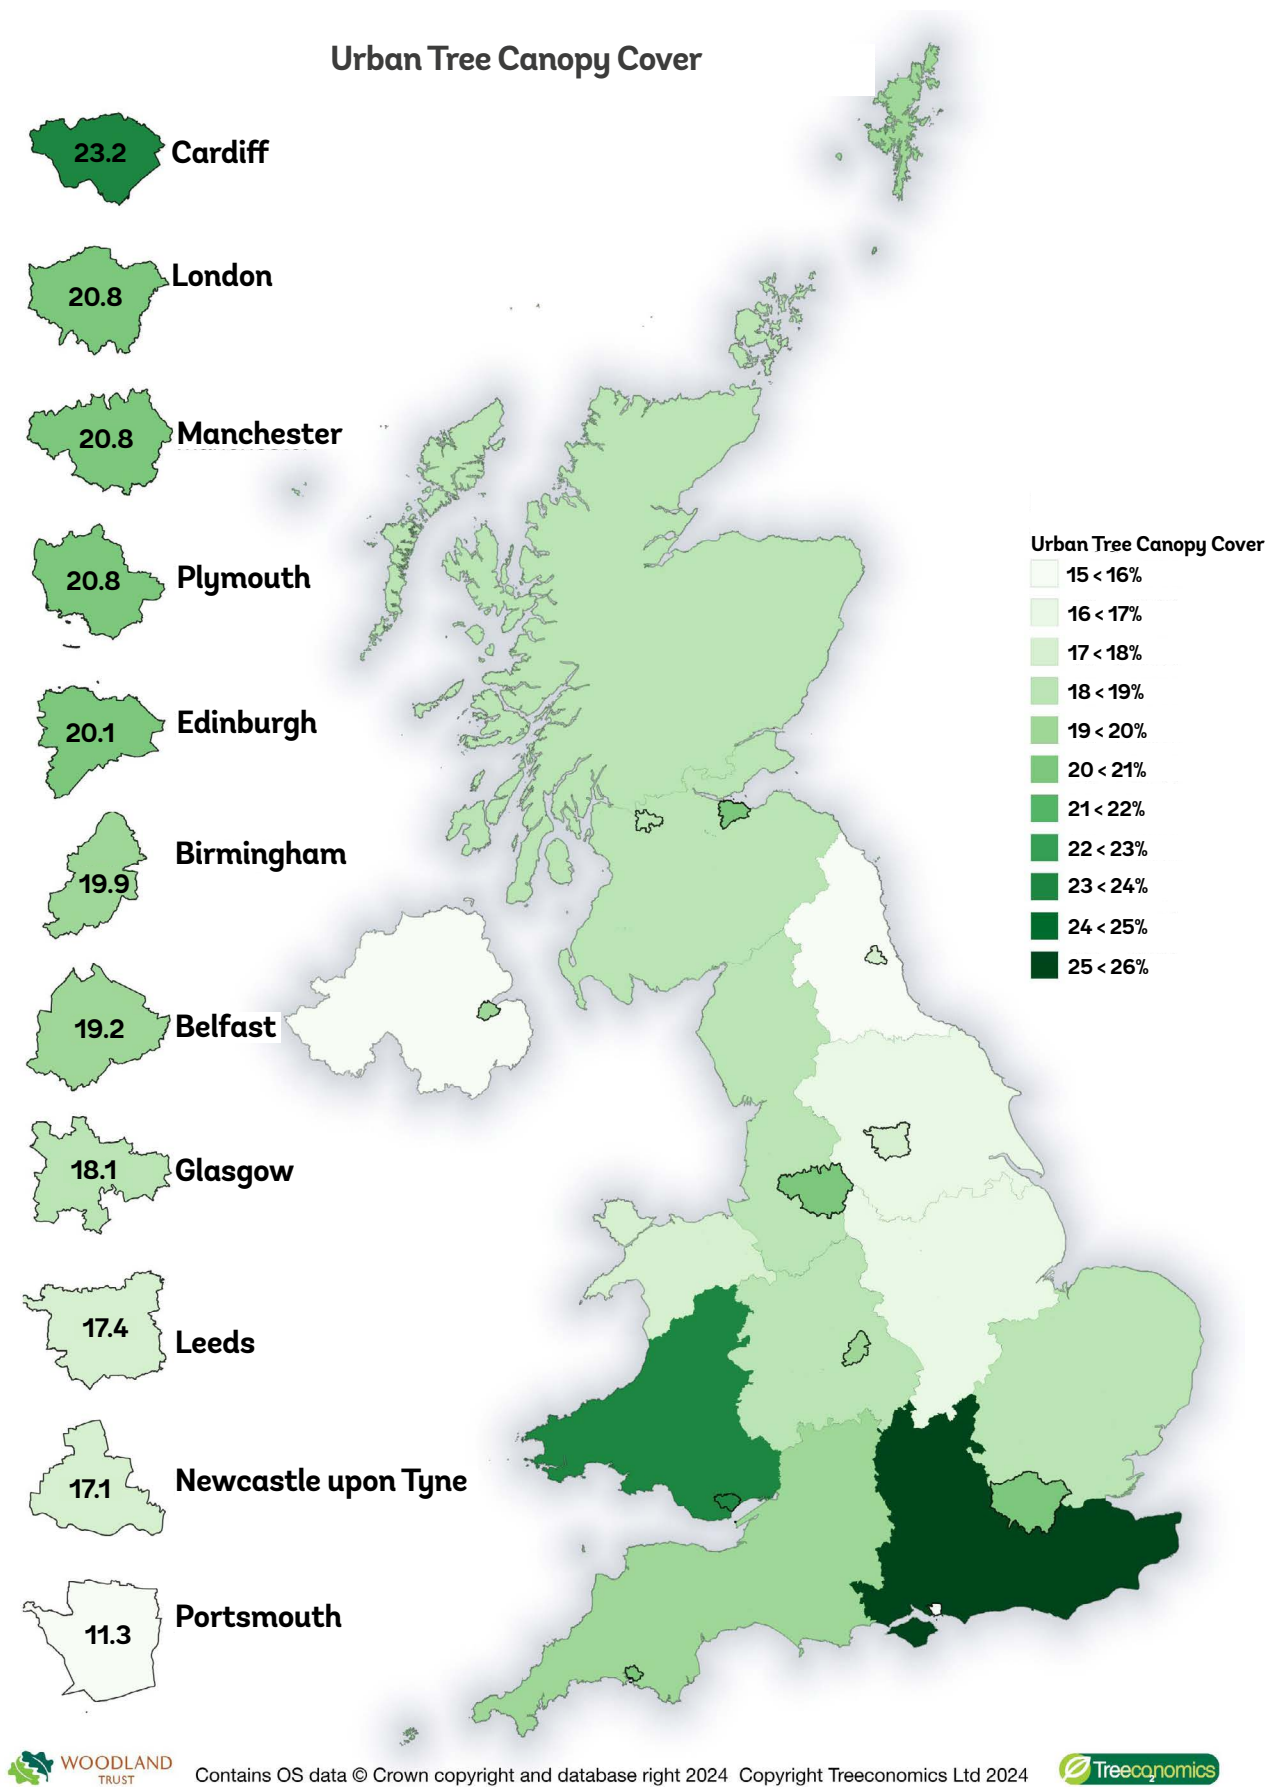 Urban Tree Canopy Cover
23.2 Cardiff
20.8 London
20.8 Manchester
20.8 Plymouth
20.1 Edinburgh
19.9 Birmingham
19.2 Belfast
18.1 Glasgow
17.4 Leeds
17.1 Newcastle upon Tyne
11.3 Portsmouth
Urban Tree Canopy Cover
15 < 16%
16 < 17%
17 < 18%
18 < 19%
19 < 20%
20 < 21%
21 < 22%
22 < 23%
23 < 24%
24 < 25%
25 < 26%
WOODLAND
TRUST
Contains OS data © Crown copyright and database right 2024 Copyright Treeconomics Ltd 2024
Treeconomics